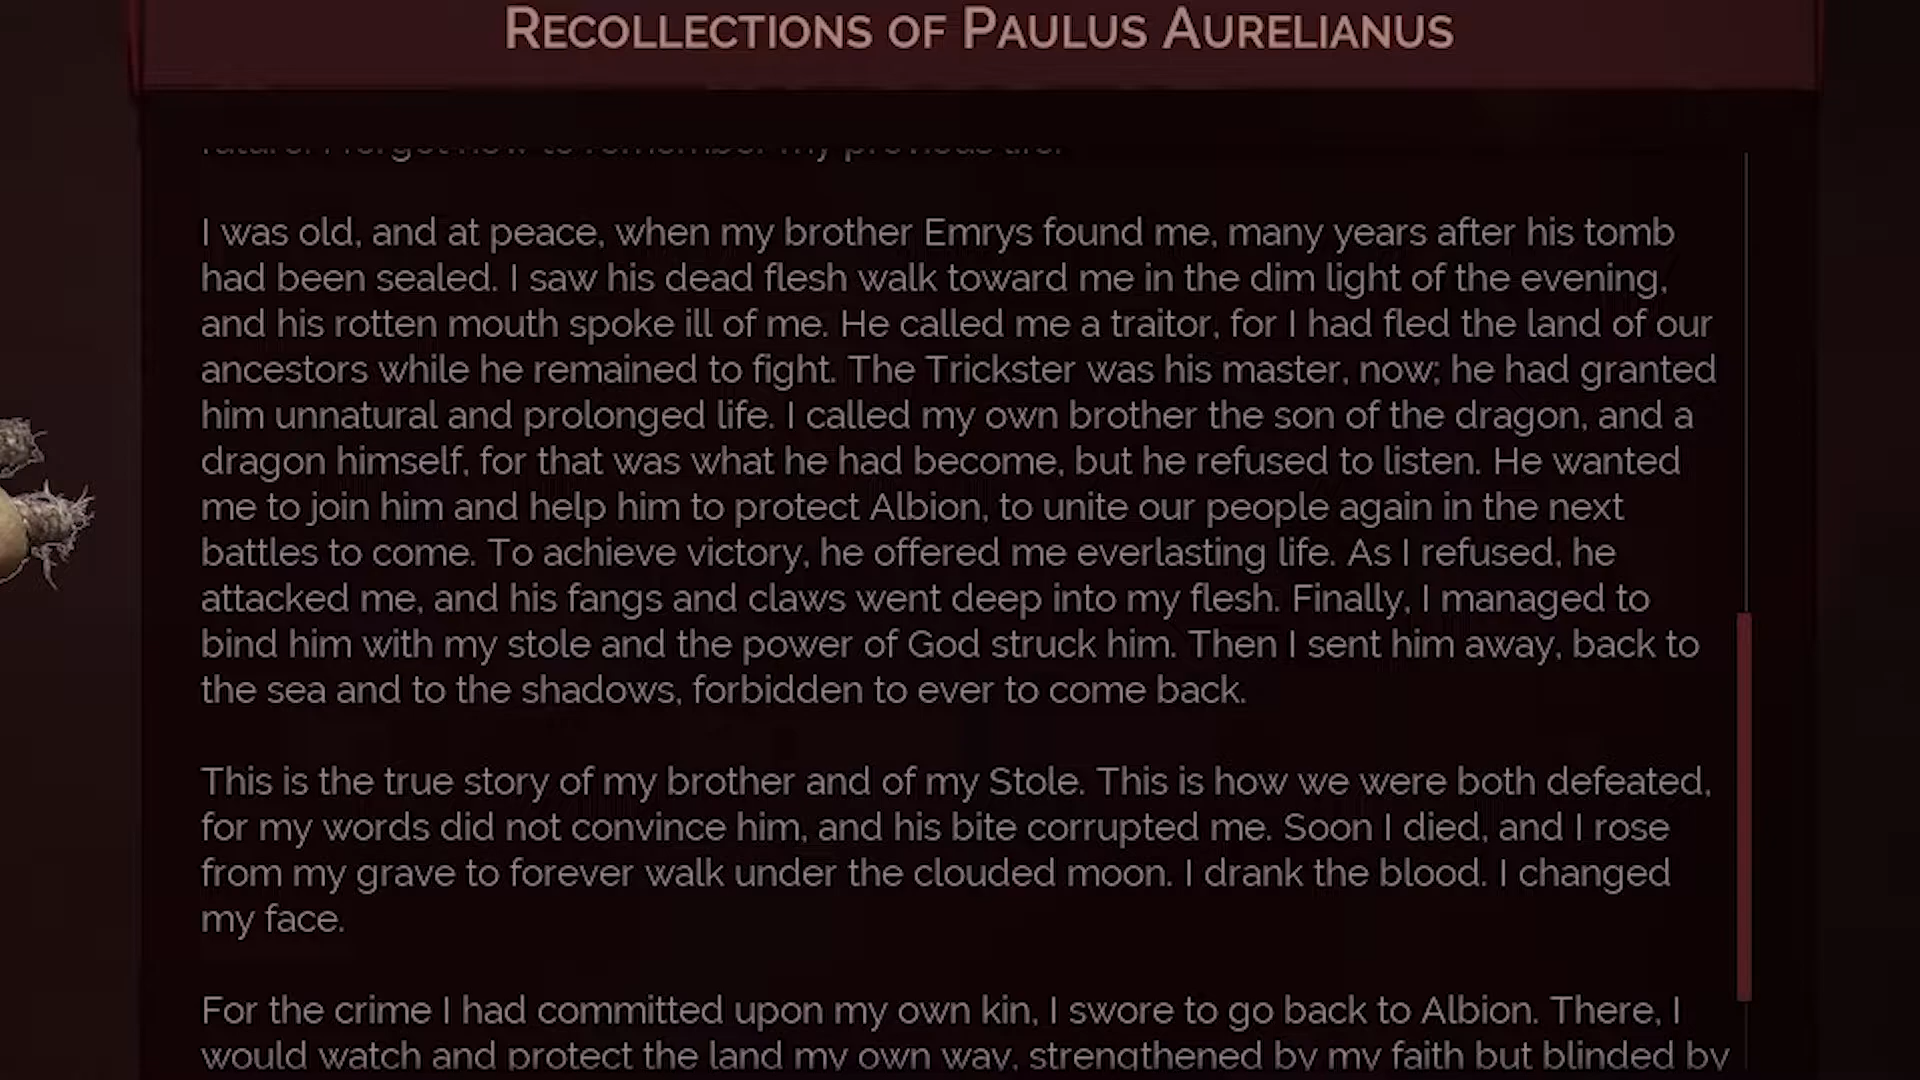 RECOLLECTIONS OF PAULUS AURELIANUS
future. I forgot how to remember my previous life.
I was old, and at peace, when my brother Emrys found me, many years after his tomb
had been sealed. I saw his dead flesh walk toward me in the dim light of the evening,
and his rotten mouth spoke ill of me. He called me a traitor, for I had fled the land of our
ancestors while he remained to fight. The Trickster was his master, now; he had granted
him unnatural and prolonged life. I called my own brother the son of the dragon, and a
dragon himself, for that was what he had become, but he refused to listen. He wanted
me to join him and help him to protect Albion, to unite our people again in the next
battles to come. To achieve victory, he offered me everlasting life. As I refused, he
attacked me, and his fangs and claws went deep into my flesh. Finally, I managed to
bind him with my stole and the power of God struck him. Then I sent him away, back to
the sea and to the shadows, forbidden to ever to come back.
This is the true story of my brother and of my Stole. This is how we were both defeated,
for my words did not convince him, and his bite corrupted me. Soon I died, and I rose
from my grave to forever walk under the clouded moon. I drank the blood. I changed
my face.
For the crime I had committed upon my own kin, I swore to go back to Albion. There, I
would watch and protect the land my own way, strengthened by my faith but blinded by